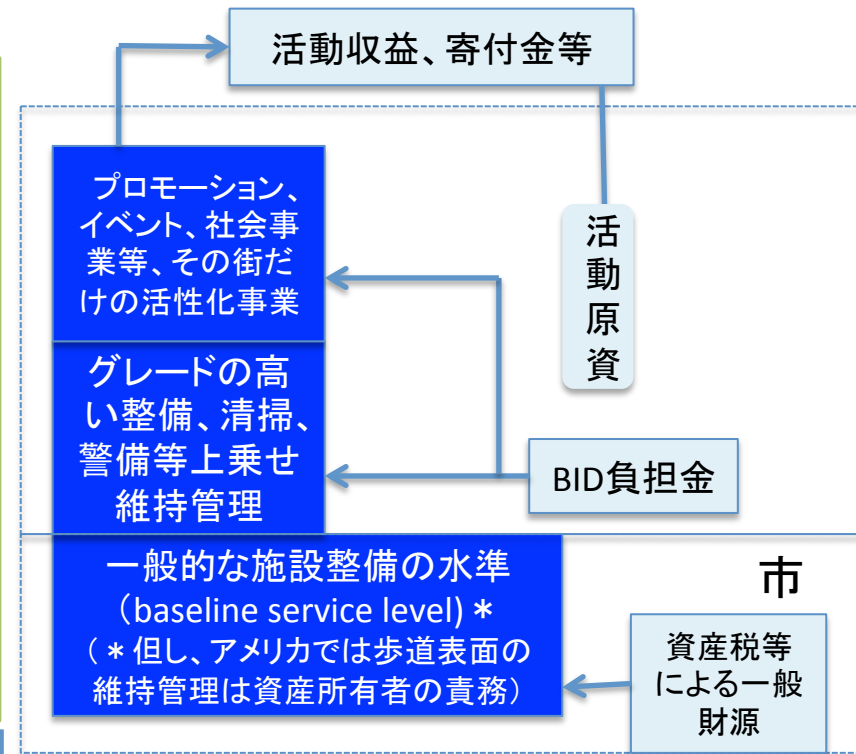 活動収益、寄付金等
プロモーション、
イベント、社会事
業等、その街だ
けの活性化事業
活
動
原
資
グレードの高
い整備、清掃、
警備等上乗せ
維持管理
BID負担金
一般的な施設整備の水準
（baseline service level)＊
（＊但し、アメリカでは歩道表面の
維持管理は資産所有者の責務）
市
資産税等
による一般
財源